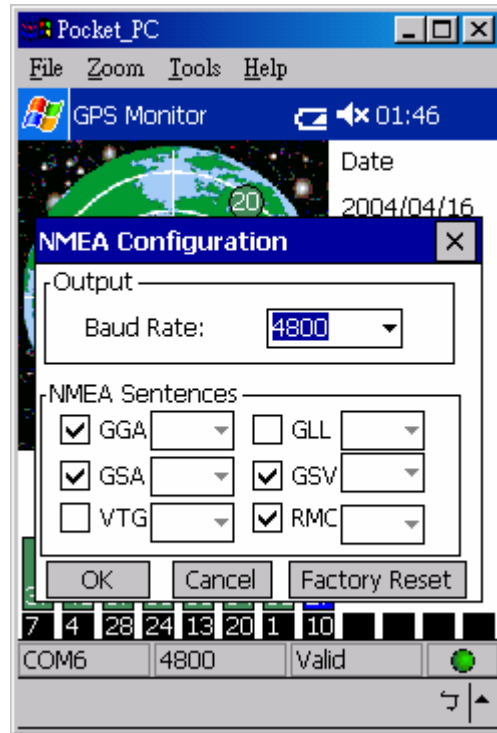 Pocket_PC
File Zoom Tools Help
GPS Monitor 01:46
Date
20 2004/04/16
NMEA Configuration
Output
Baud Rate: 4800
NMEA Sentences
GGA GLL
GSA GSV
VTG RMC
OK Cancel Factory Reset
7 4 28 24 13 20 1 10
COM6 4800 Valid